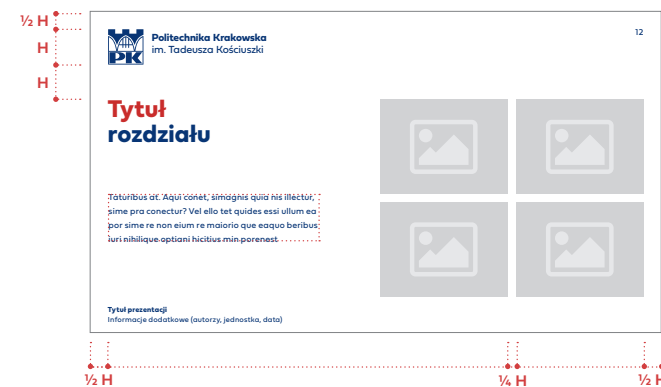 ½ H
H
H
PK
Politechnika Krakowska
im. Tadeusza Kościuszki
12
Tytuł
rozdziału
Taturibus at. Aqui conet, simagnis quia nis illectur,
sime pra conectur? Vel ello tet quides essi ullum ea
por sime re non eium re maiorio que eaquo beribus
iuri nihilique optiani hicitius min porenest
Tytuł prezentacji
Informacje dodatkowe (autorzy, jednostka, data)
½ H
¼ H
½ H